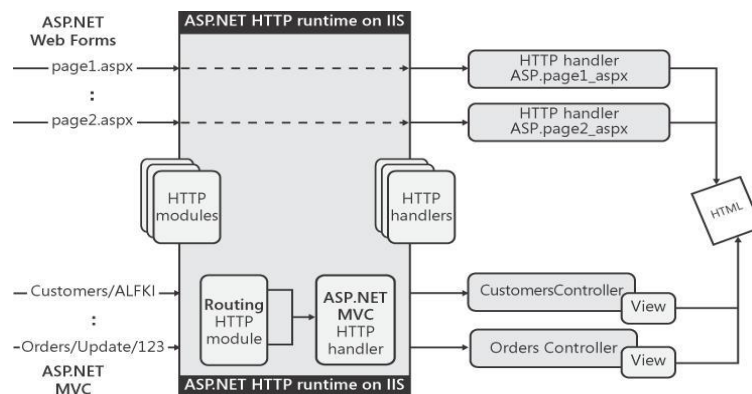 ASP.NET
Web Forms
ASP.NET HTTP runtime on IIS
page1.aspx
HTTP handler
ASP.page1_aspx
:
page2.aspx
HTTP handler
ASP.page2_aspx
HTTP
modules
HTTP
handlers
HTML
Customers/ALFKI
:
Orders/Update/123
Routing
HTTP
module
ASP.NET
MVC
HTTP
handler
CustomersController
View
Orders Controller
View
ASP.NET
MVC
ASP.NET HTTP runtime on IIS